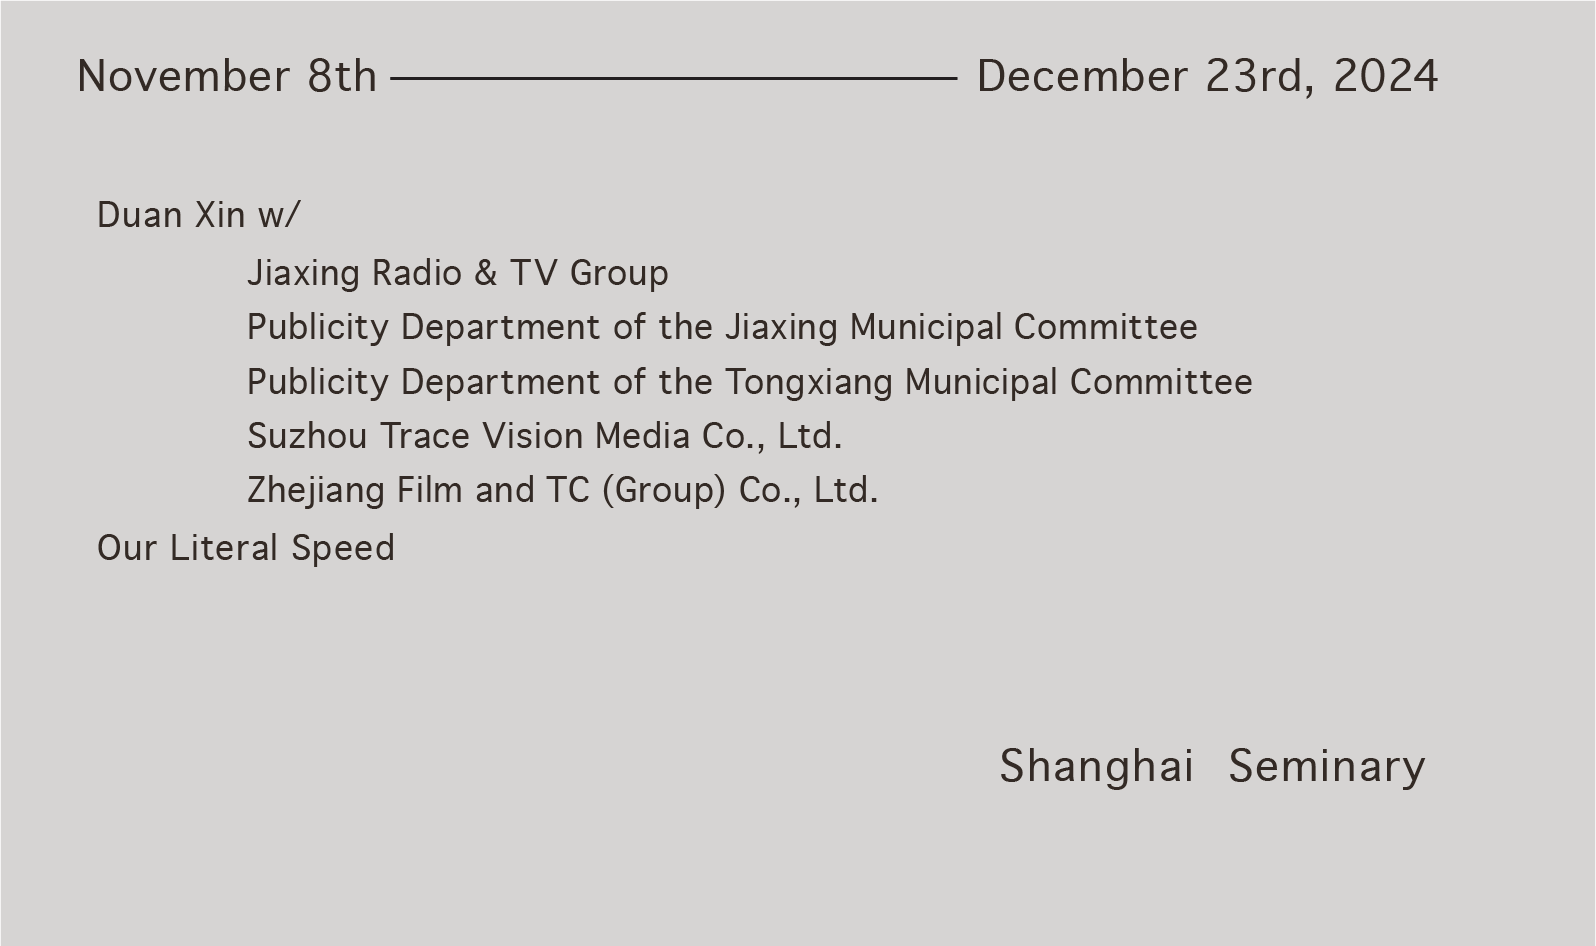 November 8th — December 23rd, 2024
Duan Xin w/
Jiaxing Radio & TV Group
Publicity Department of the Jiaxing Municipal Committee
Publicity Department of the Tongxiang Municipal Committee
Suzhou Trace Vision Media Co., Ltd.
Zhejiang Film and TC (Group) Co., Ltd.
Our Literal Speed
Shanghai Seminary